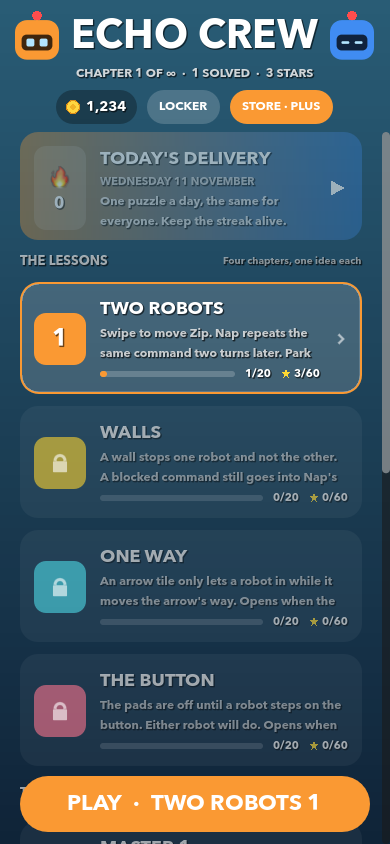 ECHO CREW
CHAPTER 1 OF ∞ · 1 SOLVED · 3 STARS
1,234
LOCKER
STORE · PLUS
TODAY'S DELIVERY
WEDNESDAY 11 NOVEMBER
0
One puzzle a day, the same for
everyone. Keep the streak alive.
THE LESSONS
Four chapters, one idea each
1
TWO ROBOTS
Swipe to move Zip. Nap repeats the
same command two turns later. Park
1/20 ★ 3/60
WALLS
A wall stops one robot and not the other.
A blocked command still goes into Nap's
0/20 ★ 0/60
ONE WAY
An arrow tile only lets a robot in while it
moves the arrow's way. Opens when the
0/20 ★ 0/60
THE BUTTON
The pads are off until a robot steps on the
button. Either robot will do. Opens when
0/20 ★ 0/60
PLAY · TWO ROBOTS 1
MASTER 1